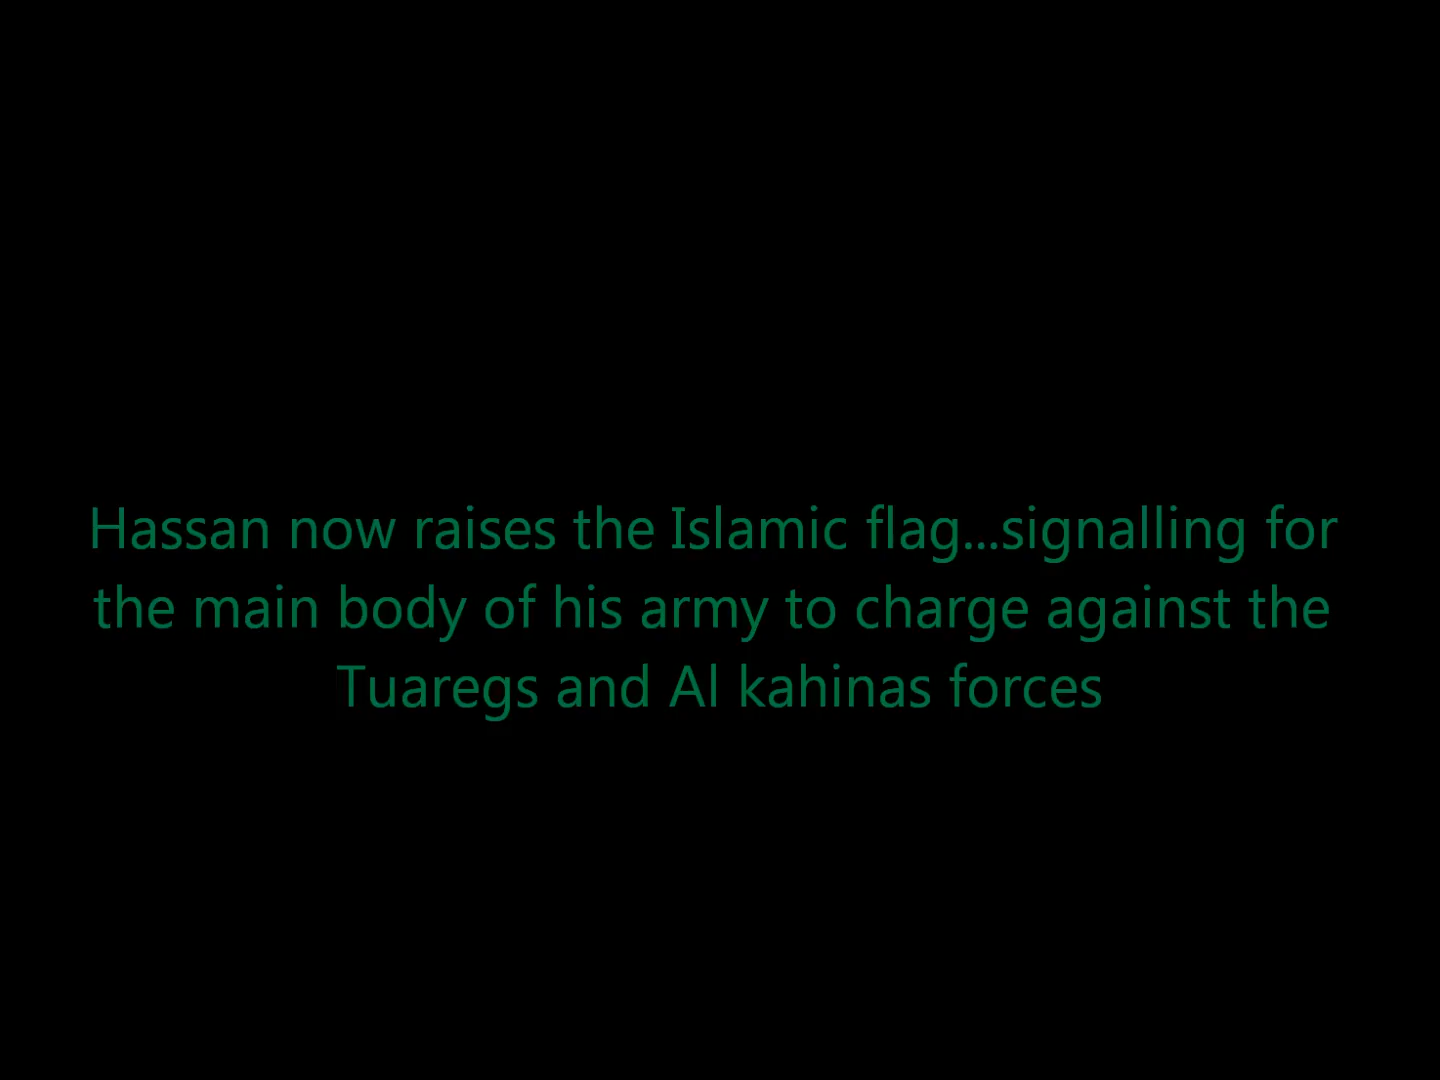 Hassan now raises the Islamic flag...signalling for
the main body of his army to charge against the
Tuaregs and Al kahinas forces